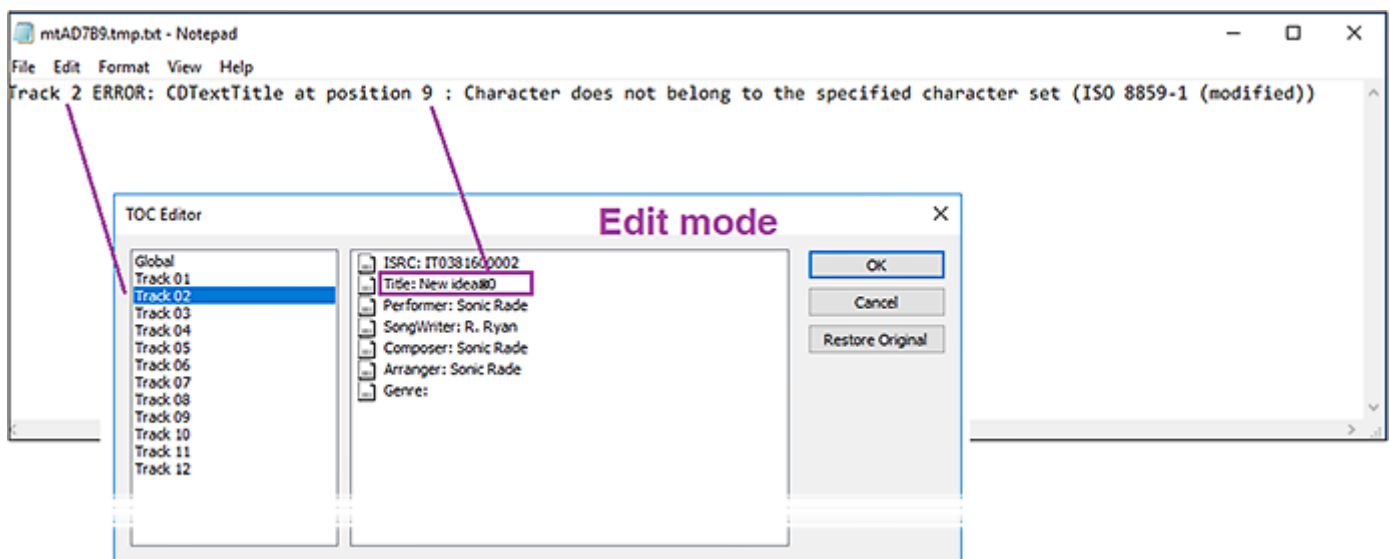 mtAD7B9.tmp.txt - Notepad
File Edit Format View Help
Track 2 ERROR: CDTextTitle at position 9 : Character does not belong to the specified character set (ISO 8859-1 (modified))
TOC Editor
Edit mode
Global
Track 01
Track 02
Track 03
Track 04
Track 05
Track 06
Track 07
Track 08
Track 09
Track 10
Track 11
Track 12
ISRC: IT0381600002
Title: New idea
Performer: Sonic Rade
SongWriter: R. Ryan
Composer: Sonic Rade
Arranger: Sonic Rade
Genre:
OK
Cancel
Restore Original